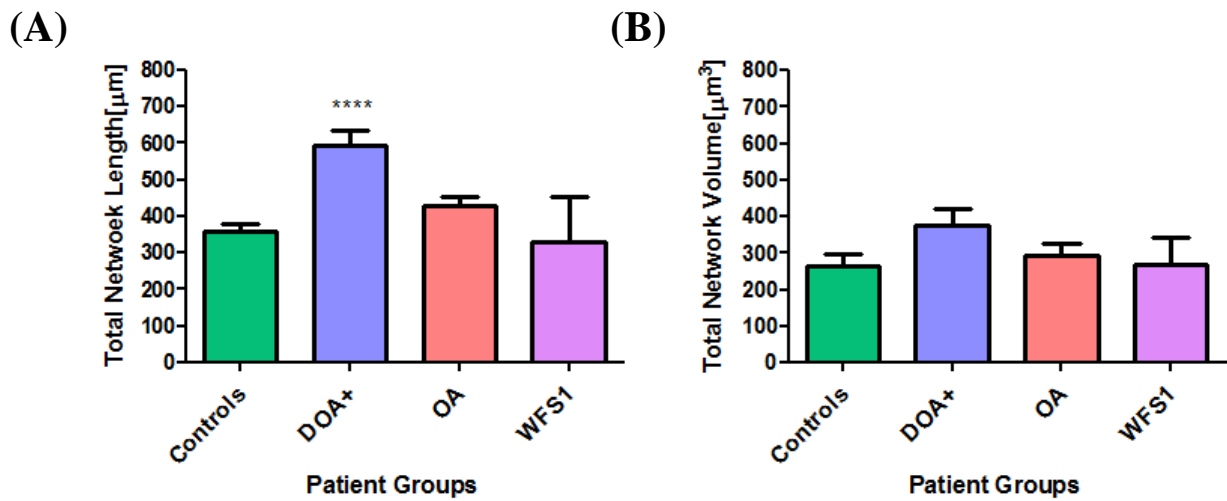 (A)
Total Netwoek Length[μm]
800
700
600
500
400
300
200
100
0
****
Controls
DOA+
OA
WFS1
Patient Groups
(B)
Total Network Volume[μm³]
800
700
600
500
400
300
200
100
0
Controls
DOA+
OA
WFS1
Patient Groups